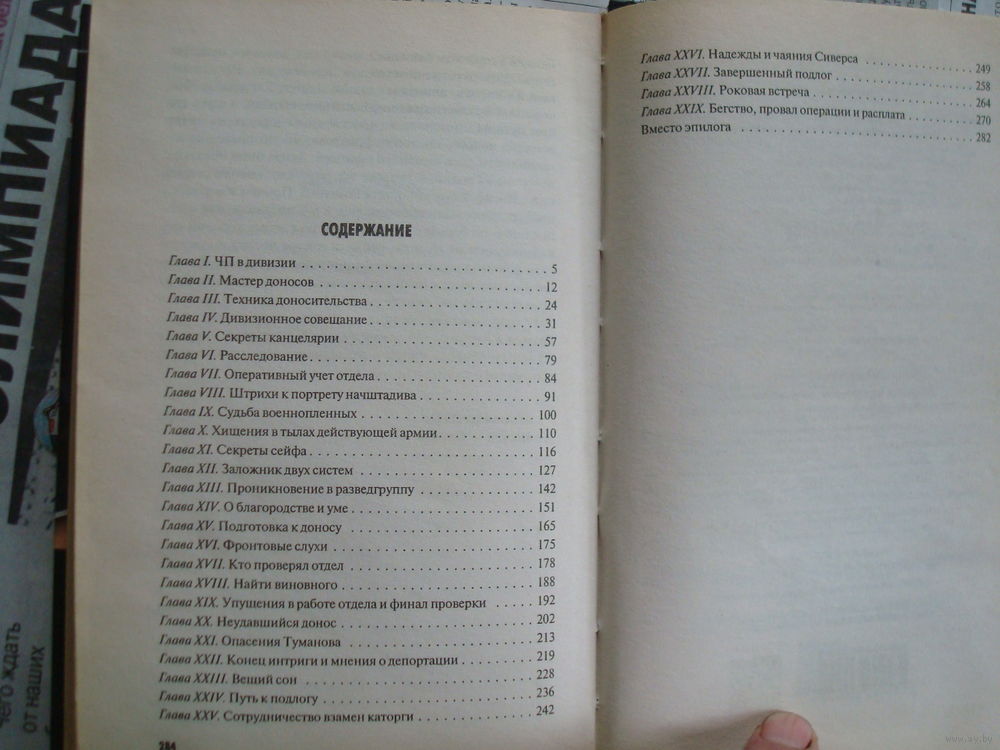 СОДЕРЖАНИЕ
Глава I. ЧП в дивизии . . . . . 5
Глава II. Мастер доносов . . . . . 12
Глава III. Техника доносительства . . . . . 24
Глава IV. Дивизионное совещание . . . . . 31
Глава V. Секреты канцелярии . . . . . 57
Глава VI. Расследование . . . . . 79
Глава VII. Оперативный учет отдела . . . . . 84
Глава VIII. Штрихи к портрету начштадива . . . . . 91
Глава IX. Судьба военнопленных . . . . . 100
Глава X. Хищения в тылах действующей армии . . . . . 110
Глава XI. Секреты сейфа . . . . . 116
Глава XII. Заложник двух систем . . . . . 127
Глава XIII. Проникновение в разведгруппу . . . . . 142
Глава XIV. О благородстве и уме . . . . . 151
Глава XV. Подготовка к доносу . . . . . 165
Глава XVI. Фронтовые слухи . . . . . 175
Глава XVII. Кто проверял отдел . . . . . 178
Глава XVIII. Найти виновного . . . . . 188
Глава XIX. Упущения в работе отдела и финал проверки . . . . . 192
Глава XX. Неудавшийся донос . . . . . 202
Глава XXI. Опасения Туманова . . . . . 213
Глава XXII. Конец интриги и мнения о депортации . . . . . 219
Глава XXIII. Вещий сон . . . . . 228
Глава XXIV. Путь к подлогу . . . . . 236
Глава XXV. Сотрудничество взамен каторги . . . . . 242
284
Глава XXVI. Надежды и чаяния Сиверса . . . . . 249
Глава XXVII. Завершенный подлог . . . . . 258
Глава XXVIII. Роковая встреча . . . . . 264
Глава XXIX. Бегство, провал операции и расплата . . . . . 270
Вместо эпилога . . . . . 282
ОЛИМПИАДА
чего ждать
от наших